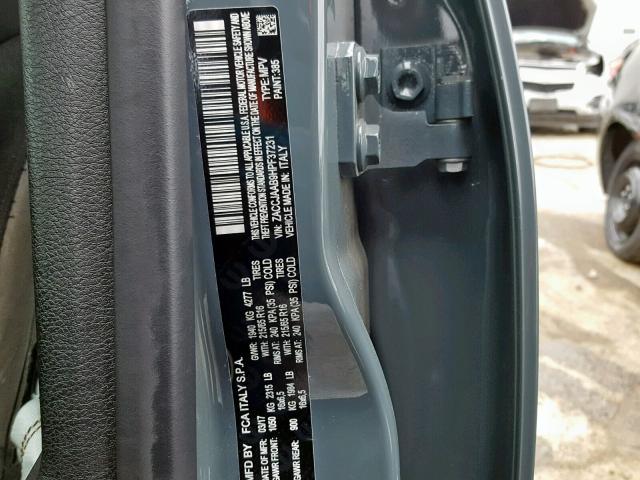 MFD BY FCA ITALY S.P.A.
DATE OF MFR: 03/17 GVWR: 1940 KG 4277 LB
GAWR FRONT: 1050 KG 2315 LB WITH: 215/65 R16 TIRES
16x6,5 RIMS AT: 240 KPA(35 PSI) COLD
GAWR REAR: 900 KG 1984 LB WITH: 215/65 R16 TIRES
16x6,5 RIMS AT: 240 KPA(35 PSI) COLD
THIS VEHICLE CONFORMS TO ALL APPLICABLE U.S.A. FEDERAL MOTOR VEHICLE SAFETY AND
THEFT PREVENTION STANDARDS IN EFFECT ON THE DATE OF MANUFACTURE SHOWN ABOVE.
VIN: ZACCJAAB9HPF37231 TYPE: MPV
VEHICLE MADE IN: ITALY PAINT: 385